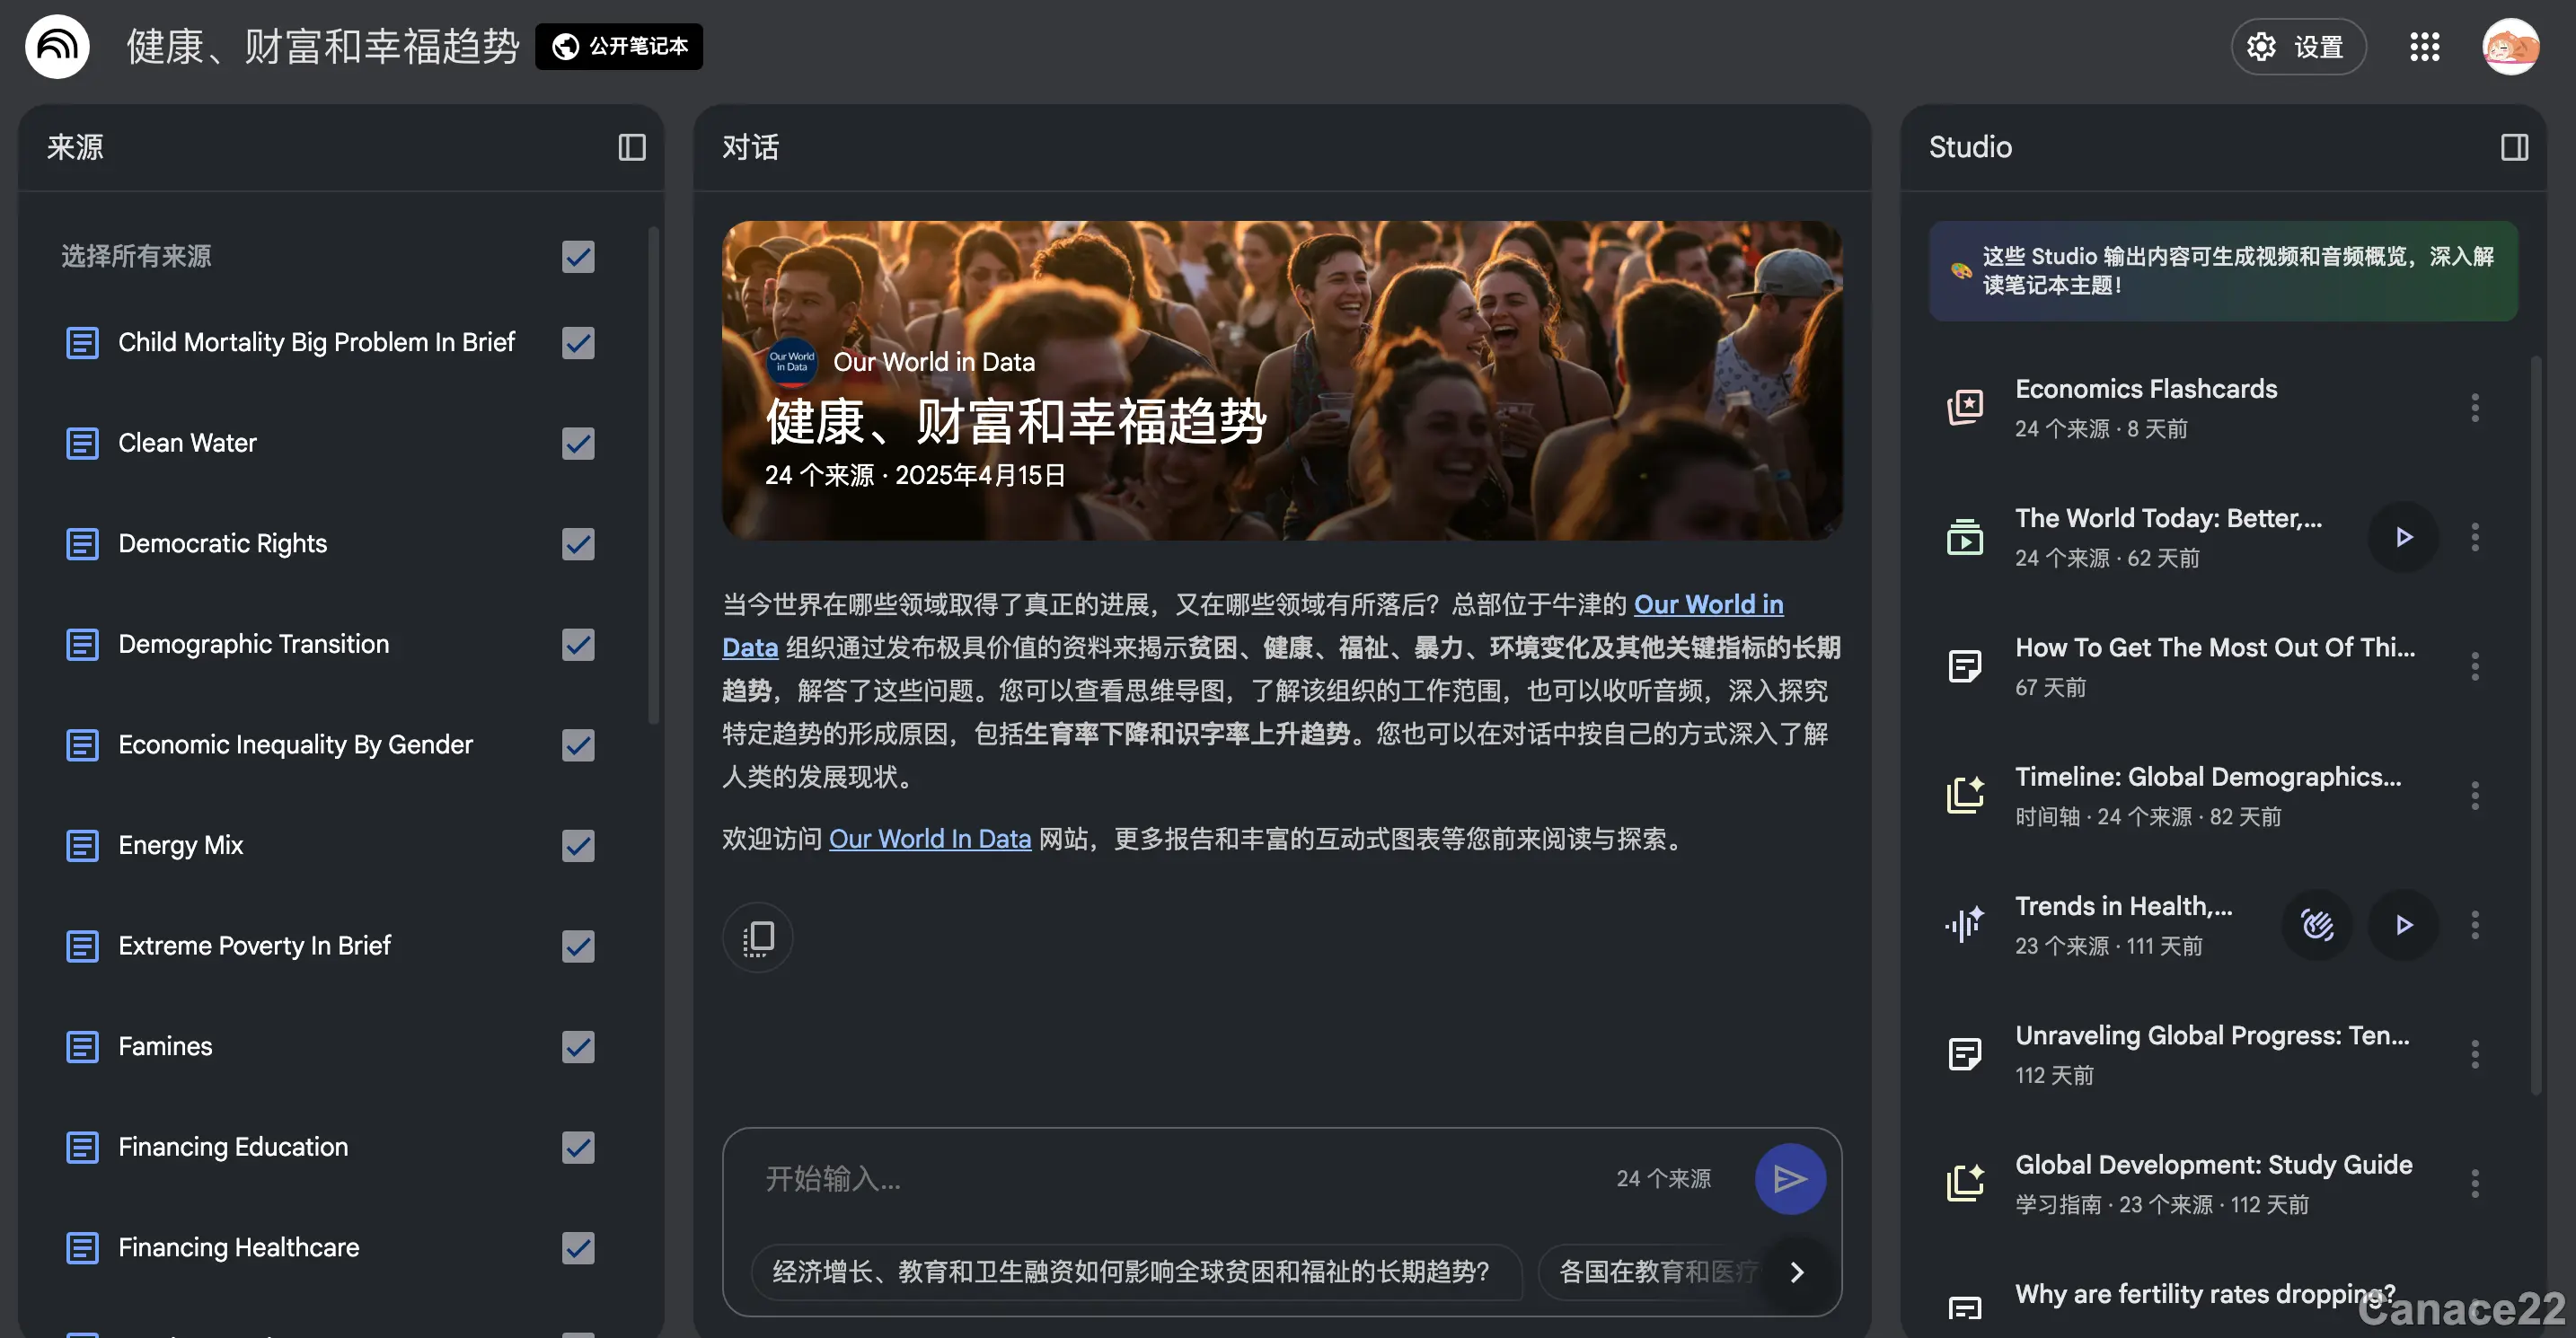 健康、财富和幸福趋势
公开笔记本
设置
来源
选择所有来源
Child Mortality Big Problem In Brief
Clean Water
Democratic Rights
Demographic Transition
Economic Inequality By Gender
Energy Mix
Extreme Poverty In Brief
Famines
Financing Education
Financing Healthcare
对话
Our World
in Data
Our World in Data
健康、财富和幸福趋势
24 个来源 · 2025年4月15日
当今世界在哪些领域取得了真正的进展，又在哪些领域有所落后？总部位于牛津的 Our World in
Data 组织通过发布极具价值的资料来揭示贫困、健康、福祉、暴力、环境变化及其他关键指标的长期
趋势，解答了这些问题。您可以查看思维导图，了解该组织的工作范围，也可以收听音频，深入探究
特定趋势的形成原因，包括生育率下降和识字率上升趋势。您也可以在对话中按自己的方式深入了解
人类的发展现状。
欢迎访问 Our World In Data 网站，更多报告和丰富的互动式图表等您前来阅读与探索。
开始输入...
24 个来源
经济增长、教育和卫生融资如何影响全球贫困和福祉的长期趋势？
各国在教育和医疗
Studio
这些 Studio 输出内容可生成视频和音频概览，深入解
读笔记本主题！
Economics Flashcards
24 个来源 · 8 天前
The World Today: Better,...
24 个来源 · 62 天前
How To Get The Most Out Of Thi...
67 天前
Timeline: Global Demographics...
时间轴 · 24 个来源 · 82 天前
Trends in Health,...
23 个来源 · 111 天前
Unraveling Global Progress: Ten...
112 天前
Global Development: Study Guide
学习指南 · 23 个来源 · 112 天前
Why are fertility rates dropping?
Canace22